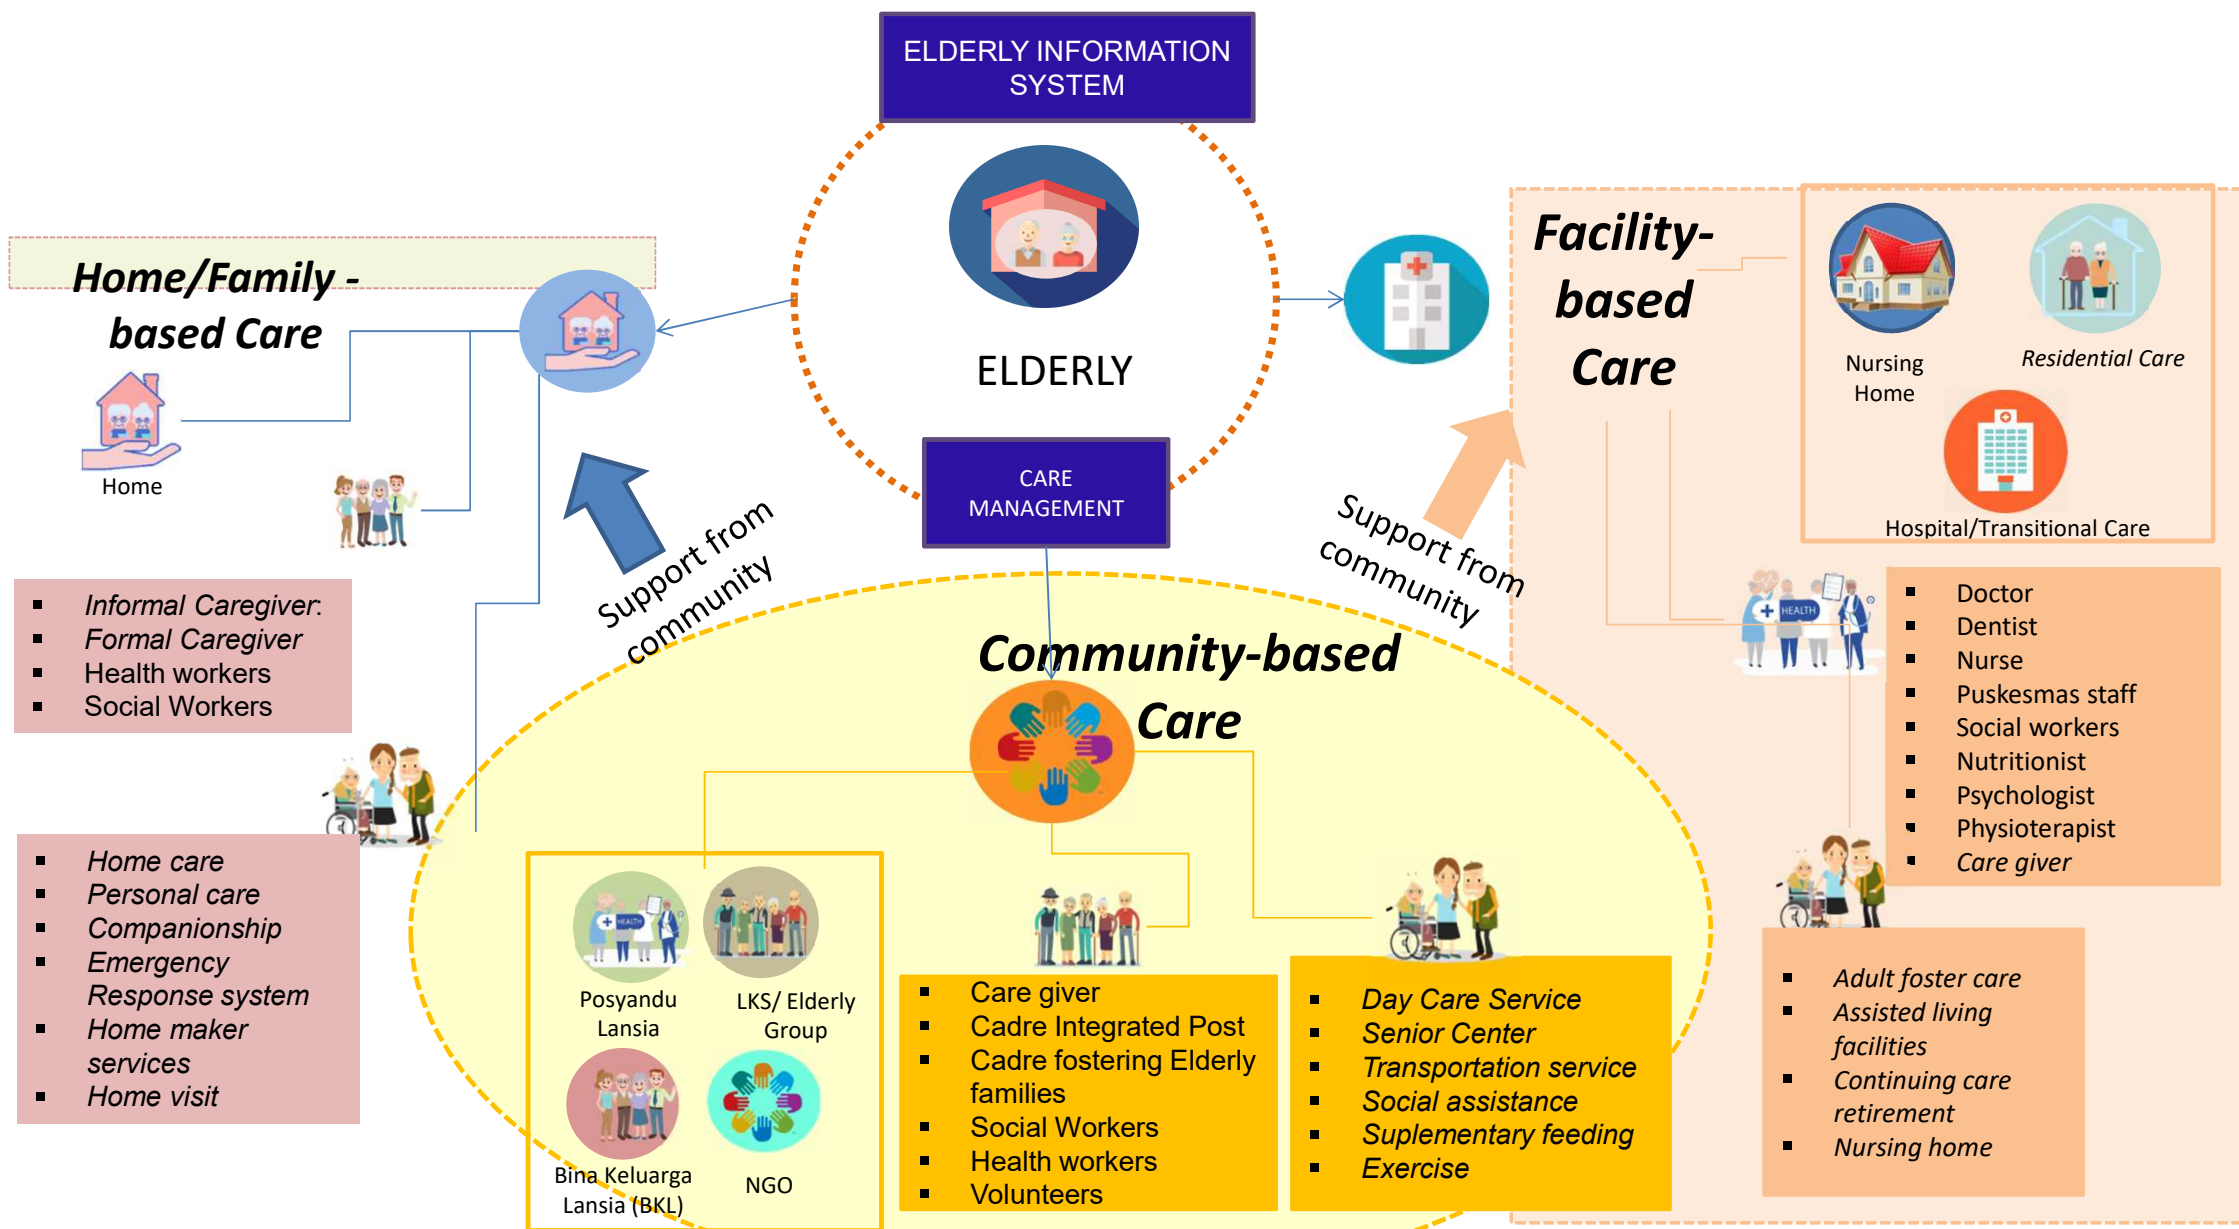 ELDERLY INFORMATION
SYSTEM
ELDERLY
CARE
MANAGEMENT
Home/Family -
based Care
Home
Support from
community
▪ Informal Caregiver:
▪ Formal Caregiver
▪ Health workers
▪ Social Workers
▪ Home care
▪ Personal care
▪ Companionship
▪ Emergency
Response system
▪ Home maker
services
▪ Home visit
Community-based
Care
HEALTH
Posyandu
Lansia
LKS/ Elderly
Group
Bina Keluarga
Lansia (BKL)
NGO
▪ Care giver
▪ Cadre Integrated Post
▪ Cadre fostering Elderly
families
▪ Social Workers
▪ Health workers
▪ Volunteers
▪ Day Care Service
▪ Senior Center
▪ Transportation service
▪ Social assistance
▪ Suplementary feeding
▪ Exercise
Support from
community
Facility-
based
Care
Nursing
Home
Residential Care
Hospital/Transitional Care
HEALTH
▪ Doctor
▪ Dentist
▪ Nurse
▪ Puskesmas staff
▪ Social workers
▪ Nutritionist
▪ Psychologist
▪ Physioterapist
▪ Care giver
▪ Adult foster care
▪ Assisted living
facilities
▪ Continuing care
retirement
▪ Nursing home